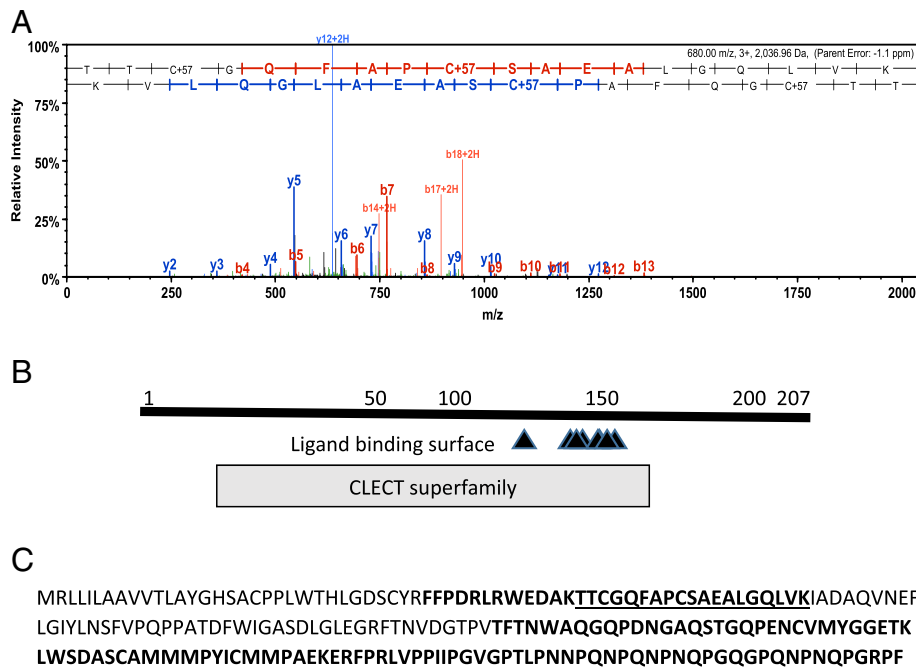 A
100%
75%
50%
25%
0%
Relative Intensity
y12+2H
680.00 m/z, 3+, 2,036.96 Da, (Parent Error: -1.1 ppm)
T T C+57 G Q F A P C+57 S A E A L G Q L V K
K V L Q G L A E A S C+57 P A F Q G C+57 T T
b18+2H
b17+2H
b14+2H
y2 y3 b4 y4 y5 b5 y6 b6 y7 b7 y8 b8 y9 y10 b9 b10 y11 b11 y12 b12 b13
0 250 500 750 1000 1250 1500 1750 2000
m/z
B
1 50 100 150 200 207
Ligand binding surface
CLECT superfamily
C
MRLLILAAVVTLAYGHSACPPLWTHLGDSCYRFFPDRLRWEDAKTTCGQFAPCSAEALGQLVKIADAQVNEF
LGIYLNSFVPQPPATDFWIGASDLGLEGRFTNVDGTPVTFTNWAQGQPDNGAQSTGQPENCVMYGGETK
LWSDASCAMMMPYICMMPAEKERFPRLVPPIIPGVGPTLPNNPQNPQNPNQPGQGPQNPNPNQPGRPF